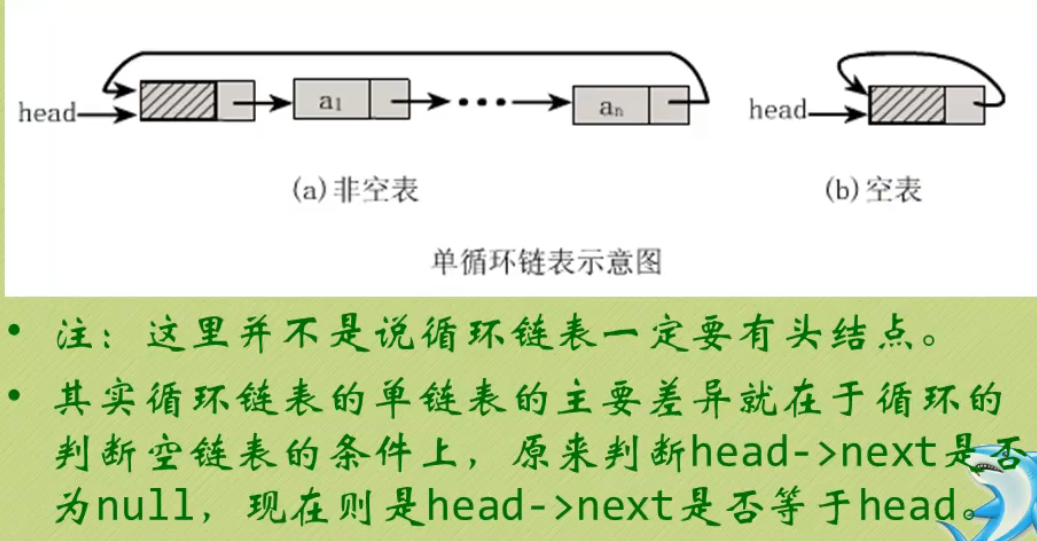 head
a₁
aₙ
head
(a)非空表
(b)空表
单循环链表示意图
• 注：这里并不是说循环链表一定要有头结点。
• 其实循环链表的单链表的主要差异就在于循环的
判断空链表的条件上，原来判断head->next是否
为null，现在则是head->next是否等于head。